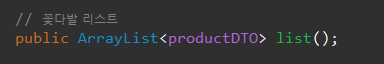 // 꽃다발 리스트
public ArrayList<productDTO> list();